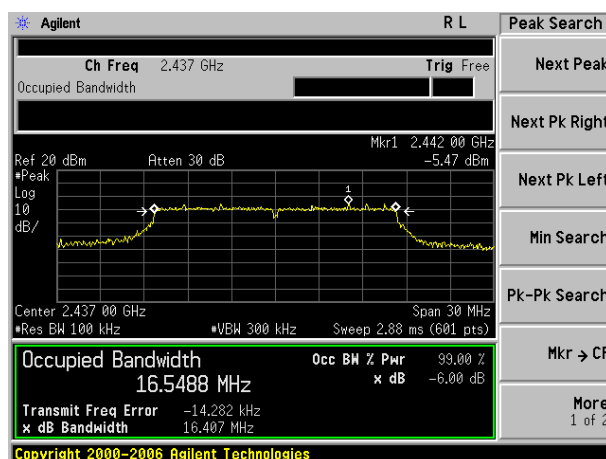 Agilent R L Peak Search
Ch Freq 2.437 GHz Trig Free
Occupied Bandwidth
Next Peak
Next Pk Right
Mkr1 2.442 00 GHz
Ref 20 dBm Atten 30 dB -5.47 dBm
#Peak
Log
10
dB/
1
Next Pk Left
Min Search
Pk-Pk Search
Center 2.437 00 GHz Span 30 MHz
#Res BW 100 kHz #VBW 300 kHz Sweep 2.88 ms (601 pts)
Occupied Bandwidth Occ BW % Pwr 99.00 %
16.5488 MHz x dB -6.00 dB
Mkr → CF
Transmit Freq Error -14.282 kHz
x dB Bandwidth 16.407 MHz
More
1 of 2
Copyright 2000-2006 Agilent Technologies